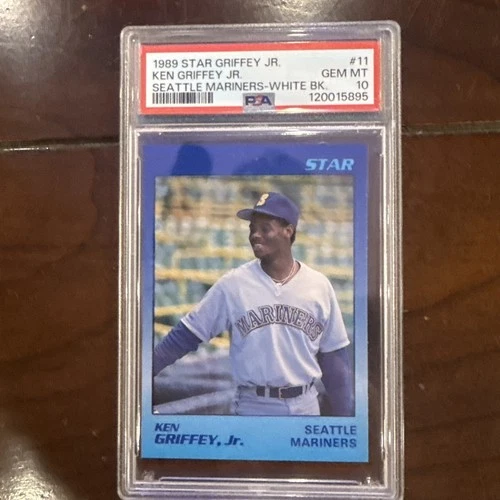 1989 STAR GRIFFEY JR. #11
KEN GRIFFEY JR. GEM MT
SEATTLE MARINERS-WHITE BK. 10
PSA 120015895
STAR
S
MARINERS
KEN SEATTLE
GRIFFEY, Jr. MARINERS